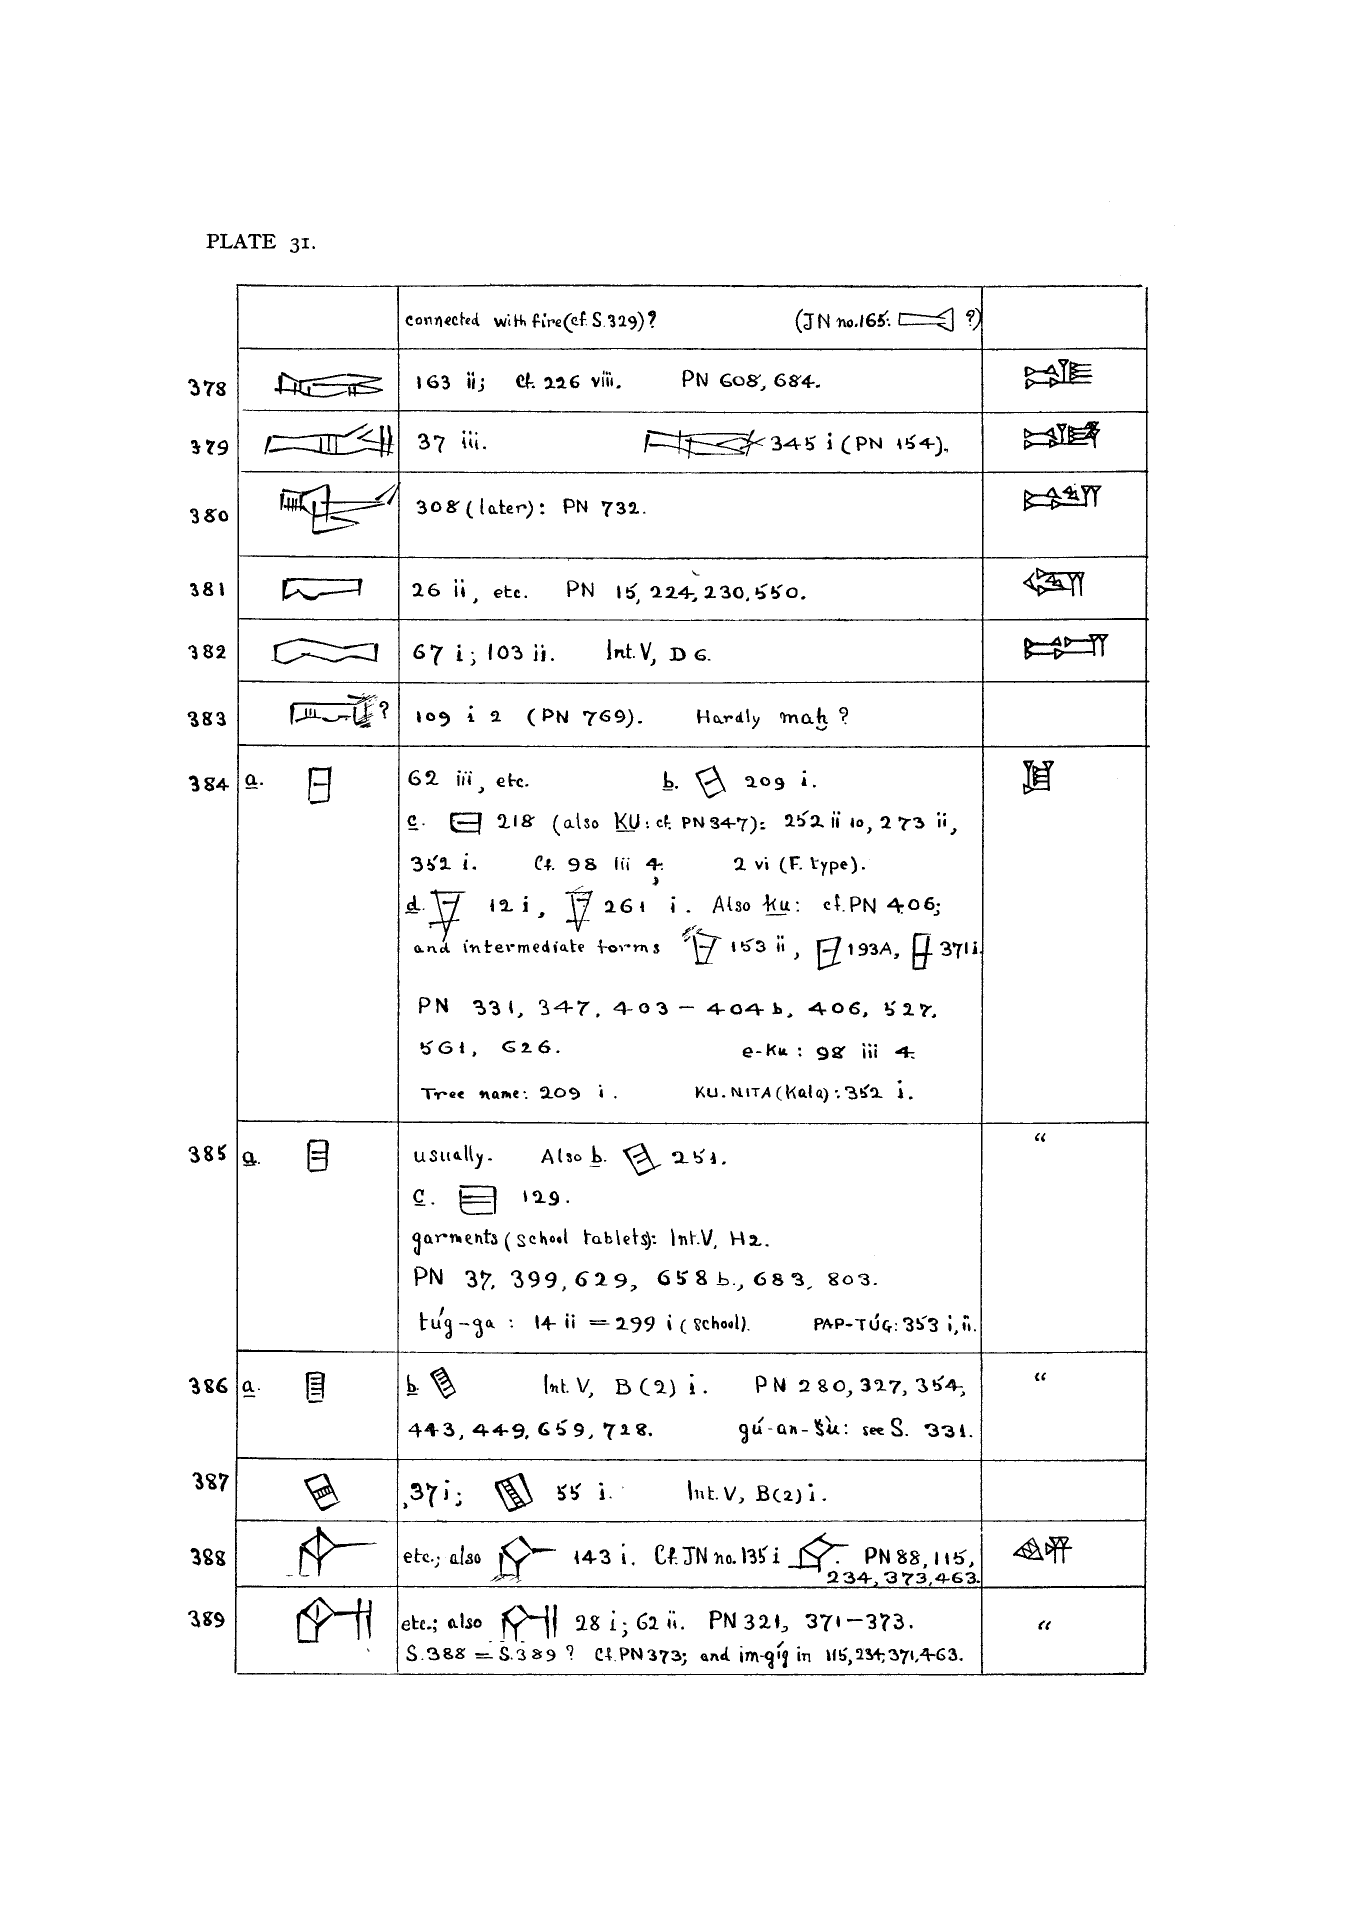 PLATE 31.
connected with fire (cf. S. 329)? (JN no. 165: ?)
378 163 ii; cf. 226 viii. PN 608, 684.
379 37 iii. 345 i (PN 154).
380 308 (later): PN 732.
381 26 ii, etc. PN 15, 224, 230, 550.
382 67 i; 103 ii. Int. V, D 6.
383 ? 109 i 2 (PN 769). Hardly maḫ?
384 a. 62 iii, etc. b. 209 i.
c. 218 (also KU: cf. PN 347): 252 ii 10, 273 ii,
352 i. Cf. 98 iii 4; 2 vi (F. type).
d. 12 i, 261 i. Also ku: cf. PN 406;
and intermediate forms 153 ii, 193A, 371 i.
PN 331, 347, 403 – 404 b, 406, 527,
561, 626. e-Ku: 98 iii 4.
Tree name: 209 i. KU. NITA (Kala): 352 i.
385 a. usually. Also b. 251. "
c. 129.
garments (school tablets): Int. V, H2.
PN 37, 399, 629, 658 b., 683, 803.
túg-ga: 14 ii = 299 i (school). PAP-TÚG: 353 i, ii.
386 a. b. Int. V, B (2) i. PN 280, 327, 354, "
443, 449, 659, 728. gú-an-šù: see S. 331.
387 37 i; 55 i. Int. V, B(2) i.
388 etc.; also 143 i. Cf. JN no. 135 i . PN 88, 115,
234, 373, 463.
389 etc.; also 28 i; 62 ii. PN 321, 371–373. "
S. 388 = S. 389? Cf. PN 373; and im-gíg in 115, 234, 371, 463.